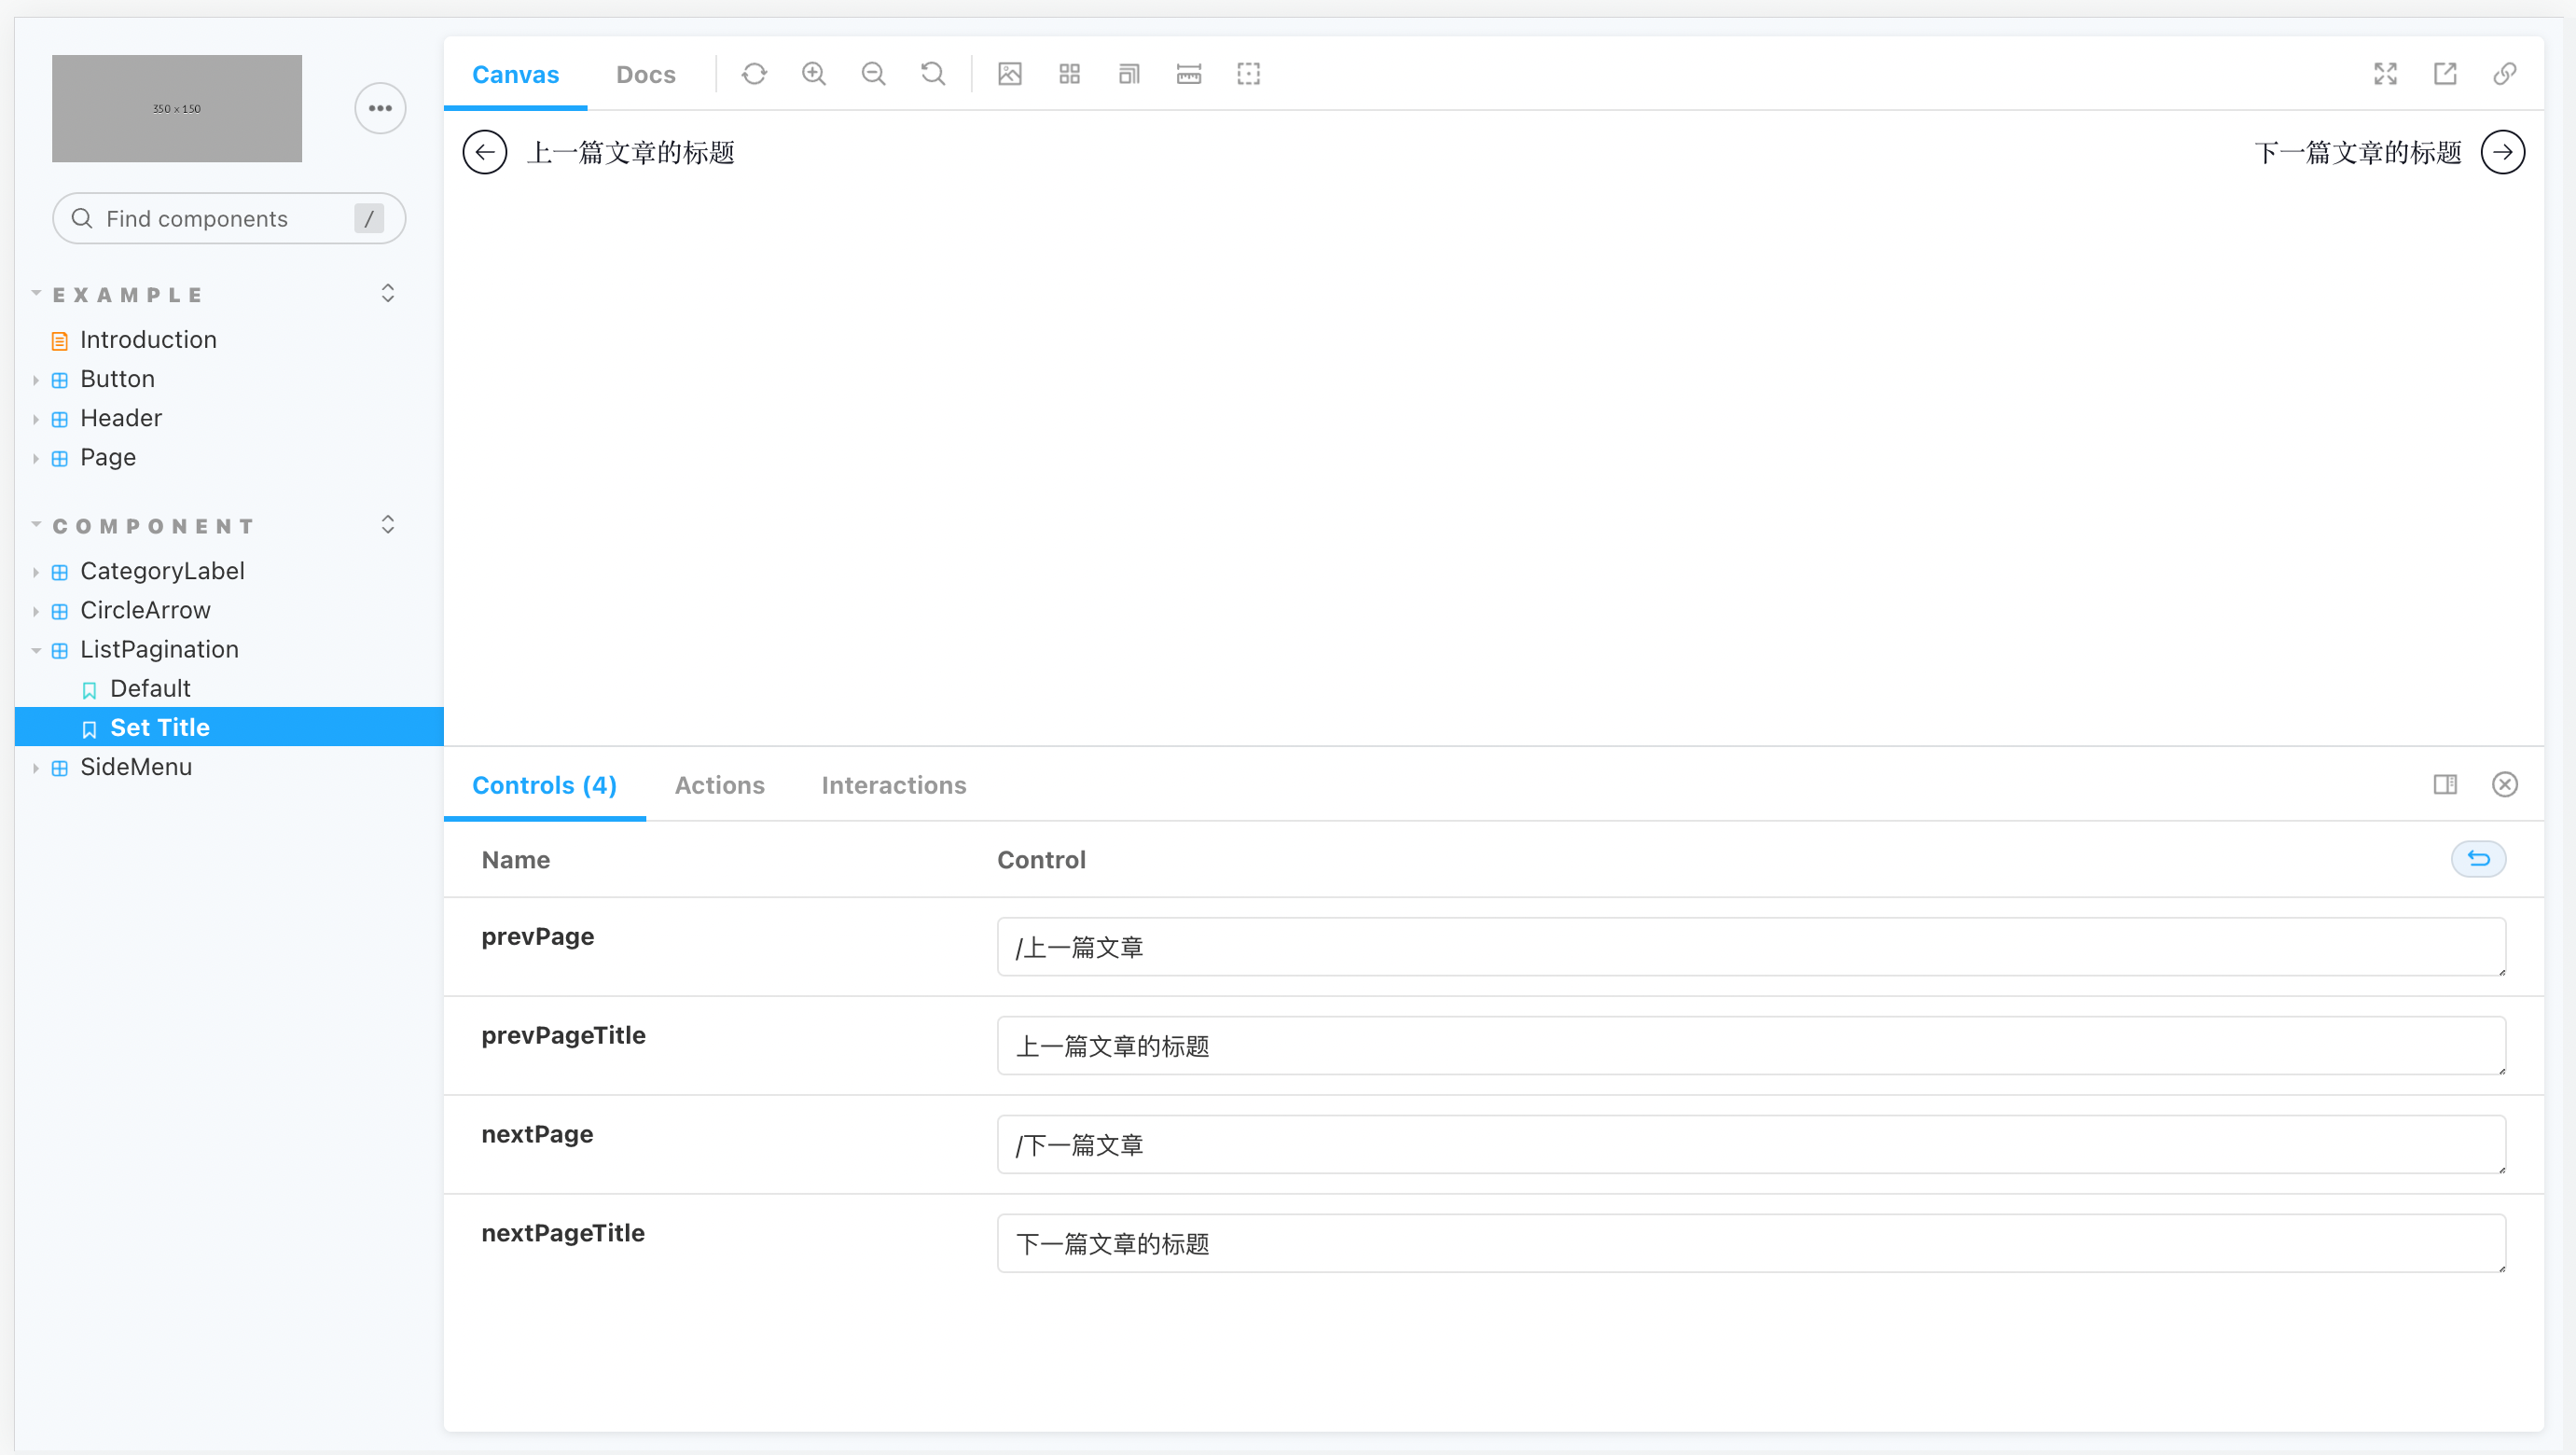 350 x 150
Find components /
EXAMPLE
Introduction
Button
Header
Page
COMPONENT
CategoryLabel
CircleArrow
ListPagination
Default
Set Title
SideMenu
Canvas Docs
上一篇文章的标题 下一篇文章的标题
Controls (4) Actions Interactions
Name Control
prevPage /上一篇文章
prevPageTitle 上一篇文章的标题
nextPage /下一篇文章
nextPageTitle 下一篇文章的标题